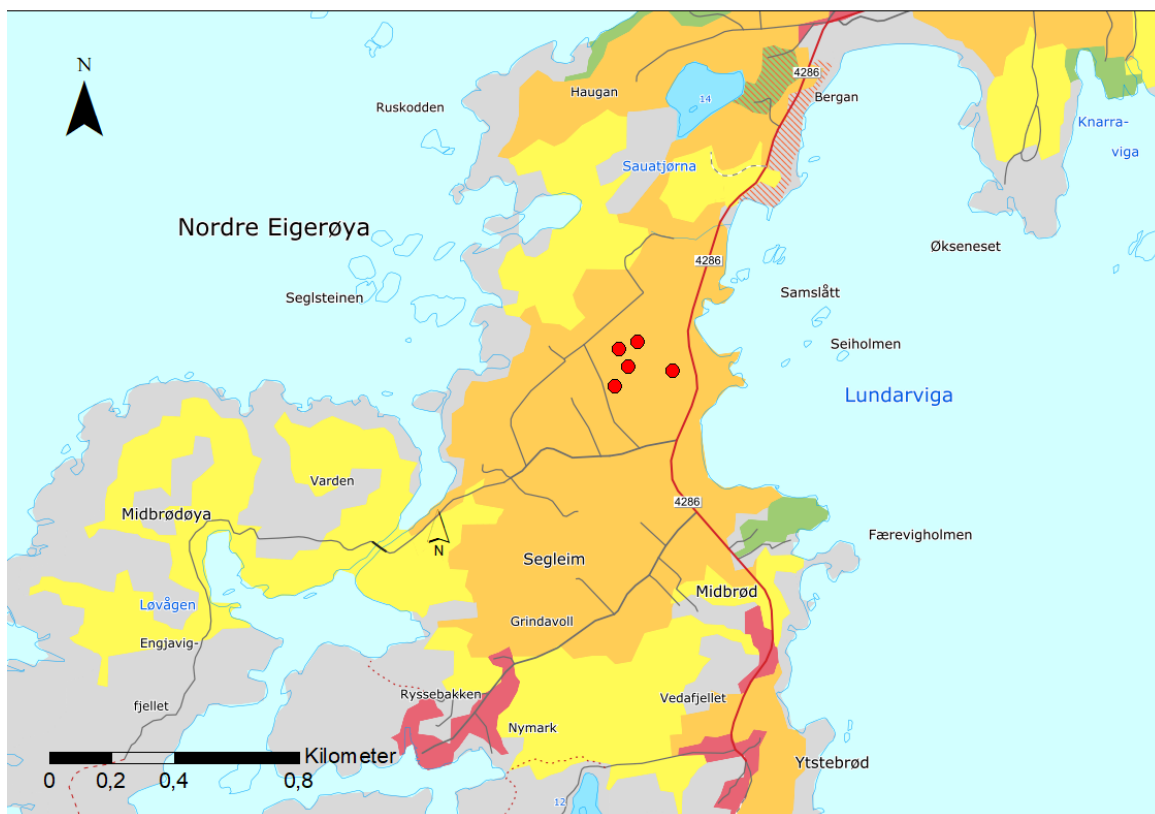 N
4286
Haugan
14
Bergan
Ruskodden
Knarra-
viga
Sauatjørna
Nordre Eigerøya
Økseneset
4286
Samslått
Seglsteinen
Seiholmen
Lundarviga
Varden
4286
Midbrødøya
Færevigholmen
N
Segleim
Midbrød
Løvågen
Grindavoll
Engjavig-
Ryssebakken
Vedafjellet
fjellet
Nymark
Kilometer
Ytstebrød
0 0,2 0,4 0,8
12